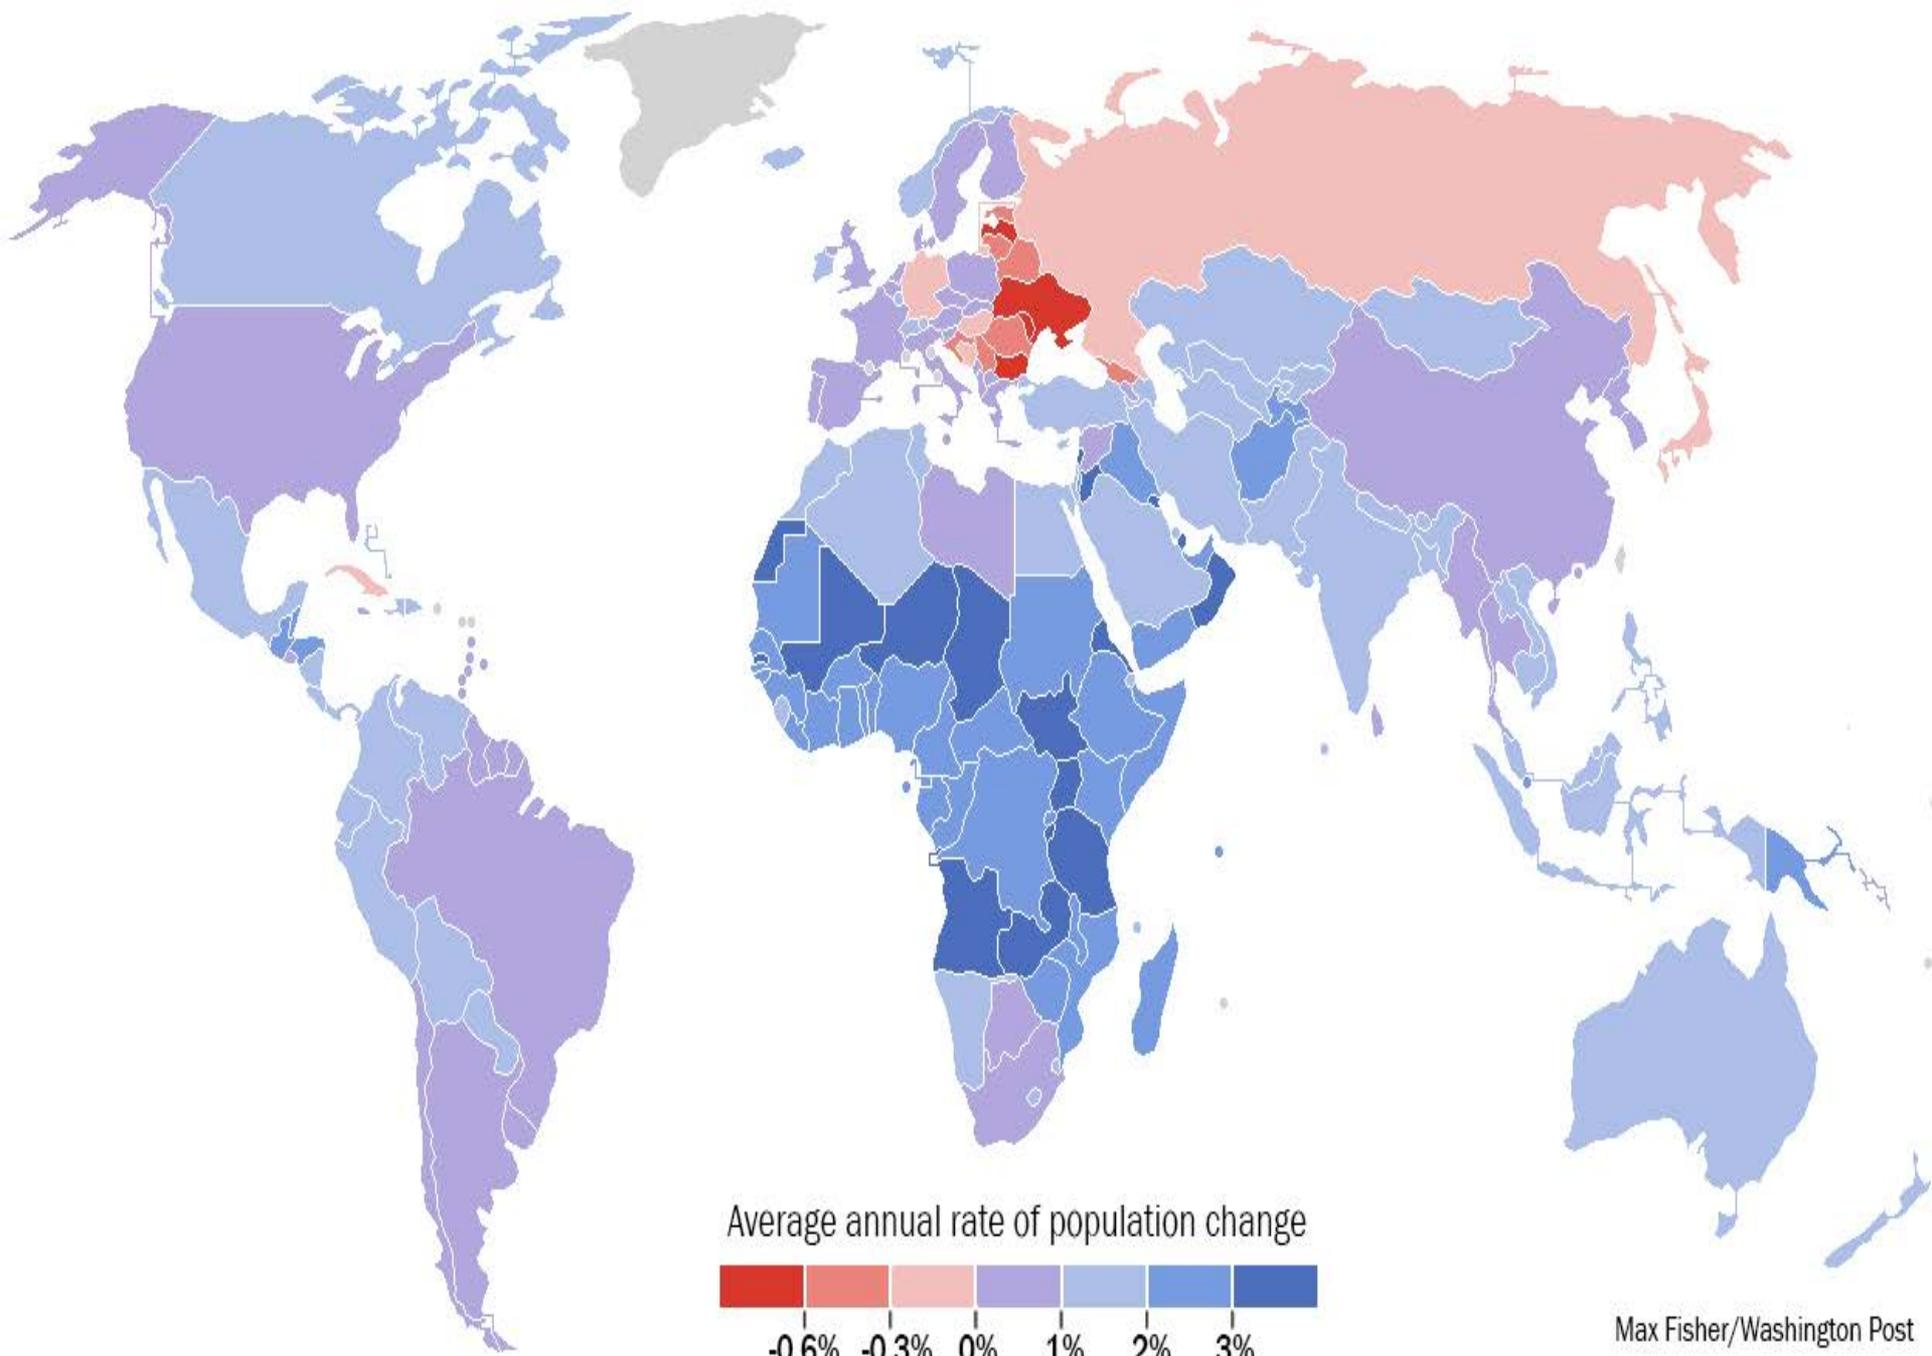 Average annual rate of population change
-0.6% -0.3% 0% 1% 2% 3%
Max Fisher/Washington Post